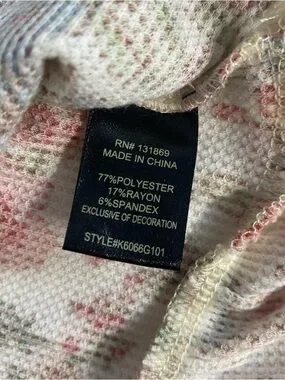 RN# 131869
MADE IN CHINA
77%POLYESTER
17%RAYON
6%SPANDEX
EXCLUSIVE OF DECORATION
STYLE#K6066G101